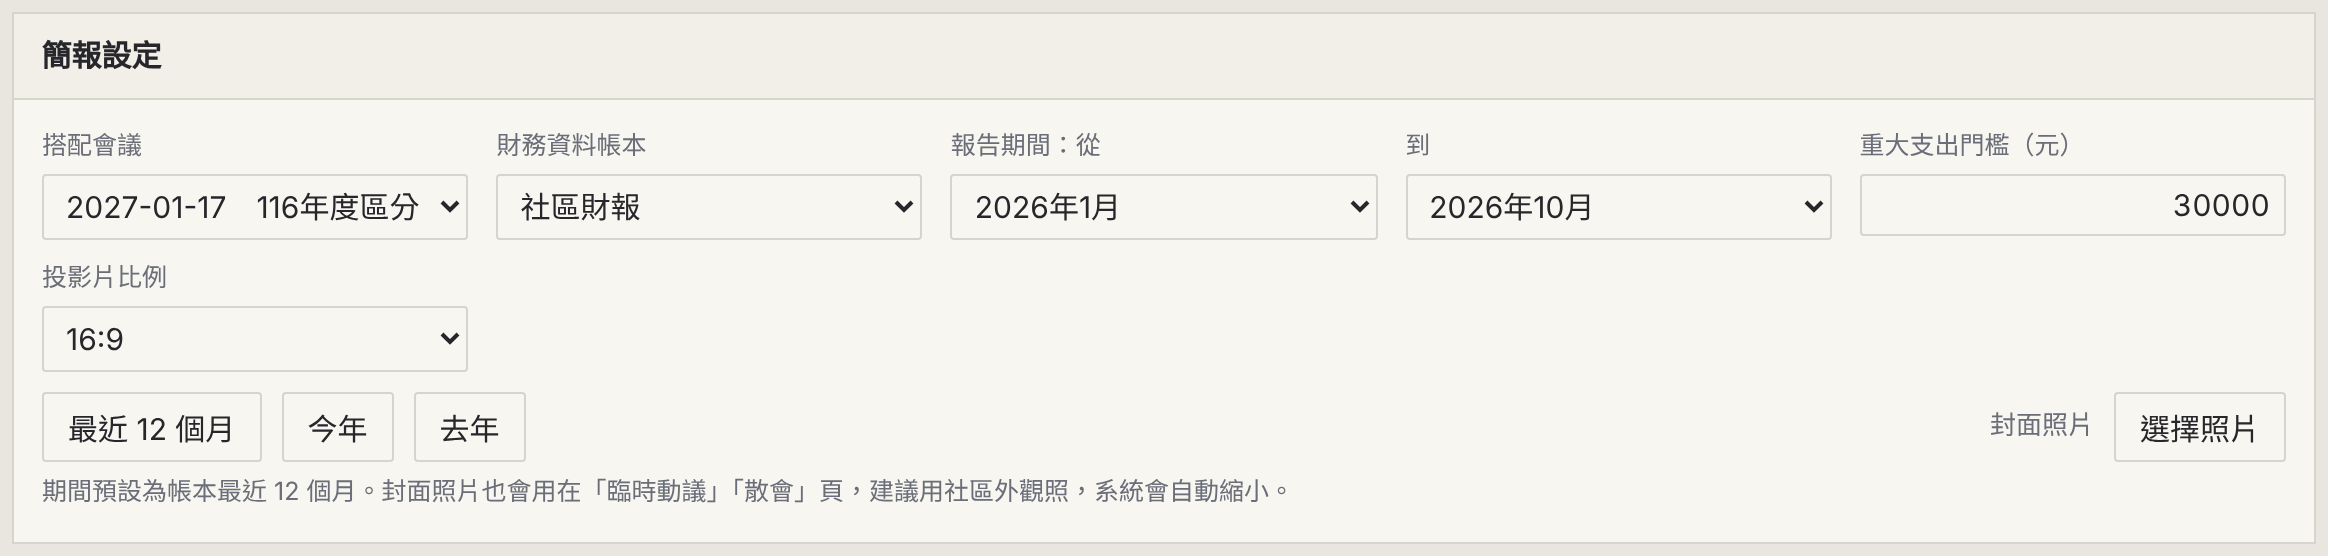 簡報設定
搭配會議 財務資料帳本 報告期間：從 到 重大支出門檻（元）
2027-01-17 116年度區分 社區財報 2026年1月 2026年10月 30000
投影片比例
16:9
最近 12 個月 今年 去年 封面照片 選擇照片
期間預設為帳本最近 12 個月。封面照片也會用在「臨時動議」「散會」頁，建議用社區外觀照，系統會自動縮小。